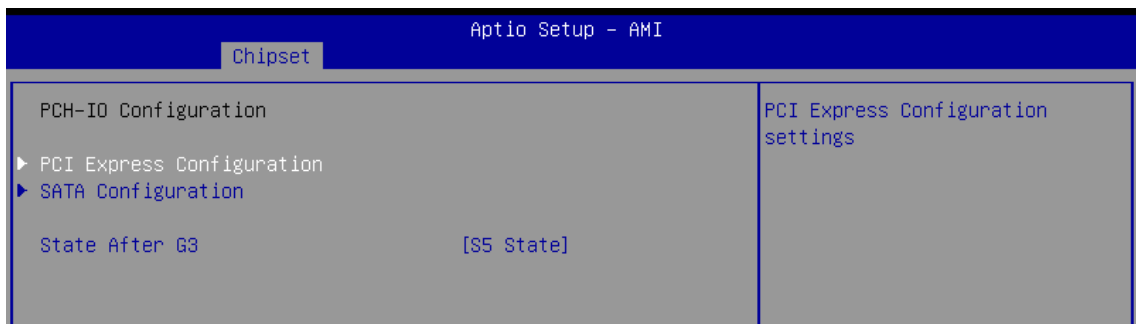 Aptio Setup - AMI
Chipset
PCH-IO Configuration
PCI Express Configuration
SATA Configuration
State After G3 [S5 State]
PCI Express Configuration
settings